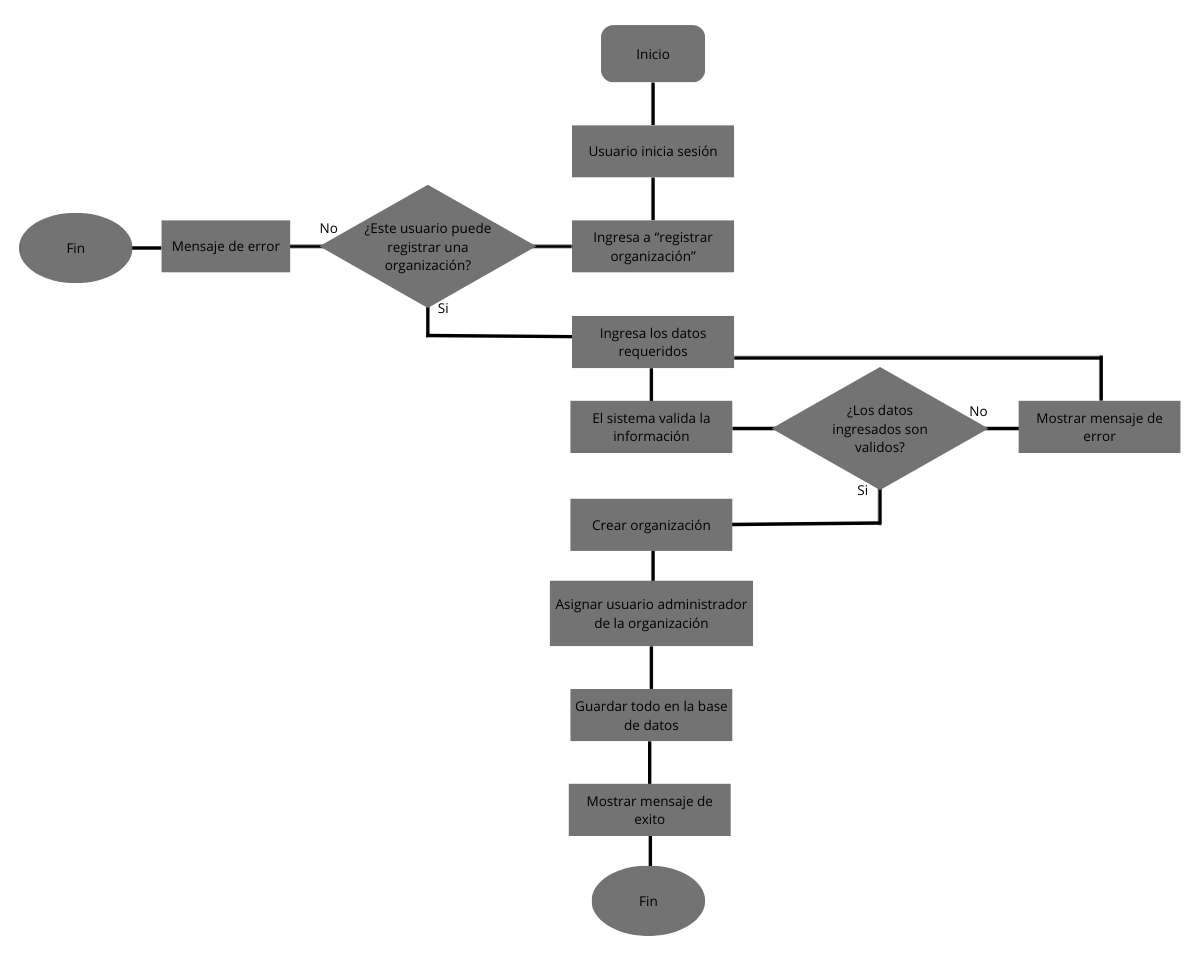 Inicio
Usuario inicia sesión
Ingresa a “registrar
organización”
¿Este usuario puede
registrar una
organización?
No
Mensaje de error
Fin
Si
Ingresa los datos
requeridos
El sistema valida la
información
¿Los datos
ingresados son
validos?
No
Mostrar mensaje de
error
Si
Crear organización
Asignar usuario administrador
de la organización
Guardar todo en la base
de datos
Mostrar mensaje de
exito
Fin